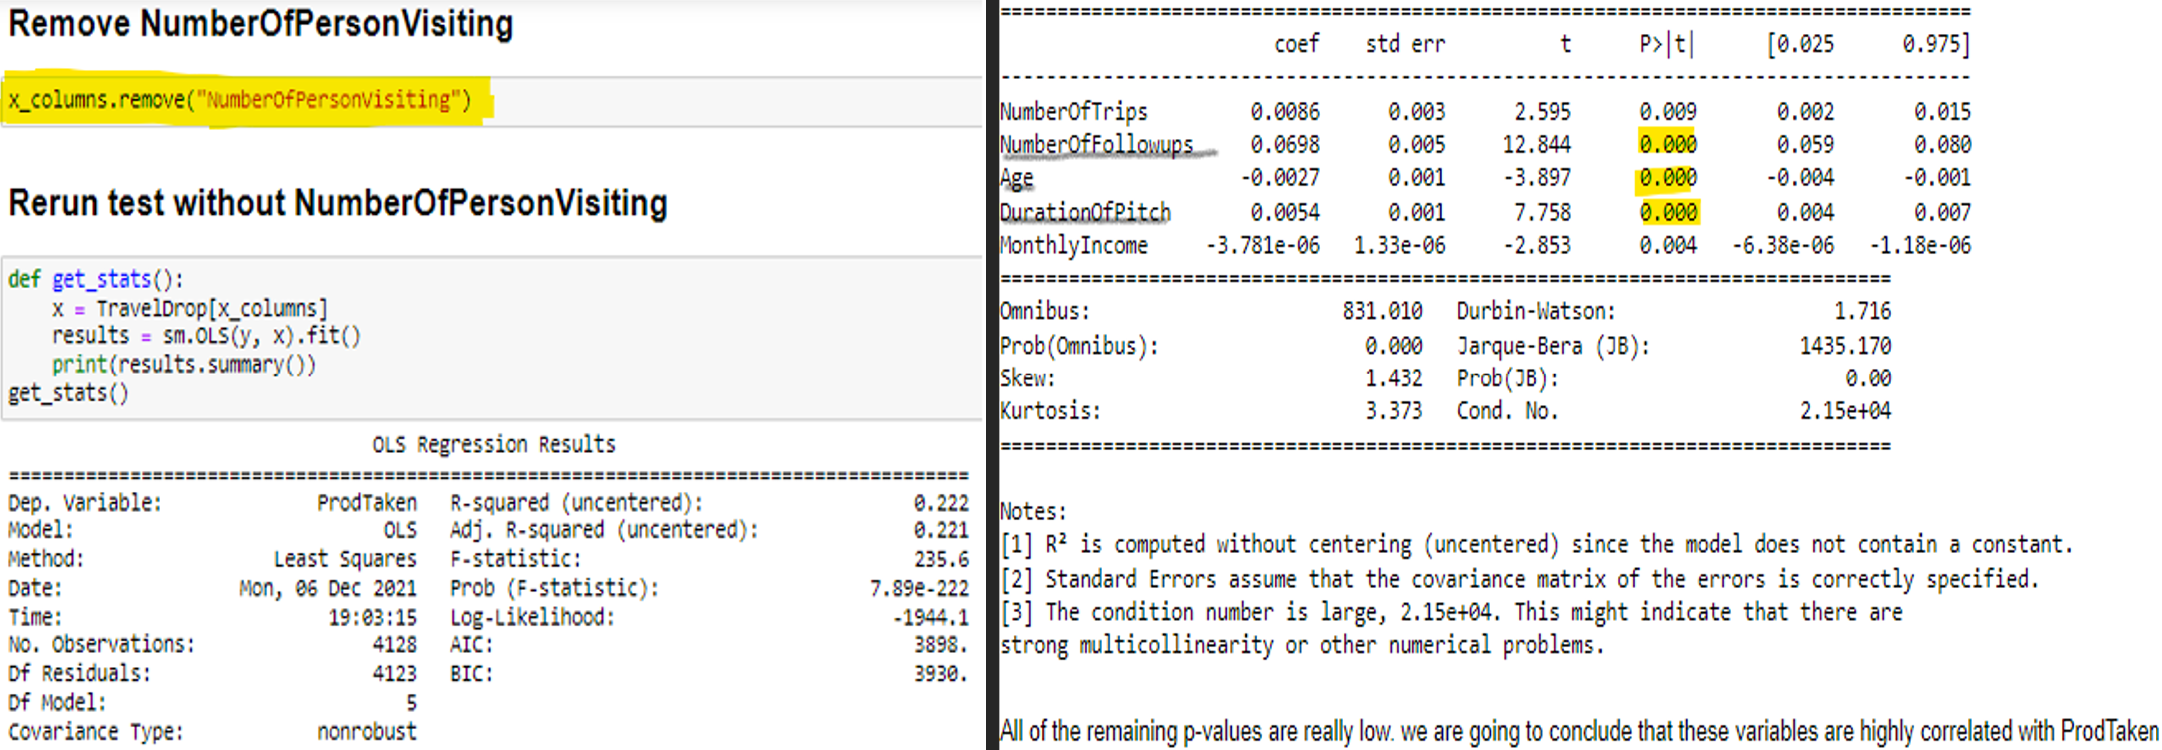 Remove NumberOfPersonVisiting
x_columns.remove("NumberOfPersonVisiting")
Rerun test without NumberOfPersonVisiting
def get_stats():
    x = TravelDrop[x_columns]
    results = sm.OLS(y, x).fit()
    print(results.summary())
get_stats()
OLS Regression Results
==============================================================================
Dep. Variable: ProdTaken R-squared (uncentered): 0.222
Model: OLS Adj. R-squared (uncentered): 0.221
Method: Least Squares F-statistic: 235.6
Date: Mon, 06 Dec 2021 Prob (F-statistic): 7.89e-222
Time: 19:03:15 Log-Likelihood: -1944.1
No. Observations: 4128 AIC: 3898.
Df Residuals: 4123 BIC: 3930.
Df Model: 5
Covariance Type: nonrobust
==============================================================================
coef std err t P>|t| [0.025 0.975]
------------------------------------------------------------------------------
NumberOfTrips 0.0086 0.003 2.595 0.009 0.002 0.015
NumberOfFollowups 0.0698 0.005 12.844 0.000 0.059 0.080
Age -0.0027 0.001 -3.897 0.000 -0.004 -0.001
DurationOfPitch 0.0054 0.001 7.758 0.000 0.004 0.007
MonthlyIncome -3.781e-06 1.33e-06 -2.853 0.004 -6.38e-06 -1.18e-06
==============================================================================
Omnibus: 831.010 Durbin-Watson: 1.716
Prob(Omnibus): 0.000 Jarque-Bera (JB): 1435.170
Skew: 1.432 Prob(JB): 0.00
Kurtosis: 3.373 Cond. No. 2.15e+04
==============================================================================
Notes:
[1] R² is computed without centering (uncentered) since the model does not contain a constant.
[2] Standard Errors assume that the covariance matrix of the errors is correctly specified.
[3] The condition number is large, 2.15e+04. This might indicate that there are
strong multicollinearity or other numerical problems.
All of the remaining p-values are really low. we are going to conclude that these variables are highly correlated with ProdTaken